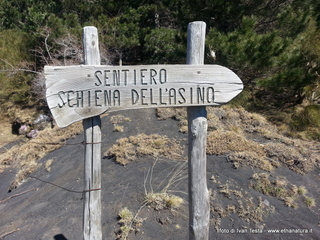 SENTIERO
SCHIENA DELL'ASINO
foto di Ivan Testa © www.etnanatura.it